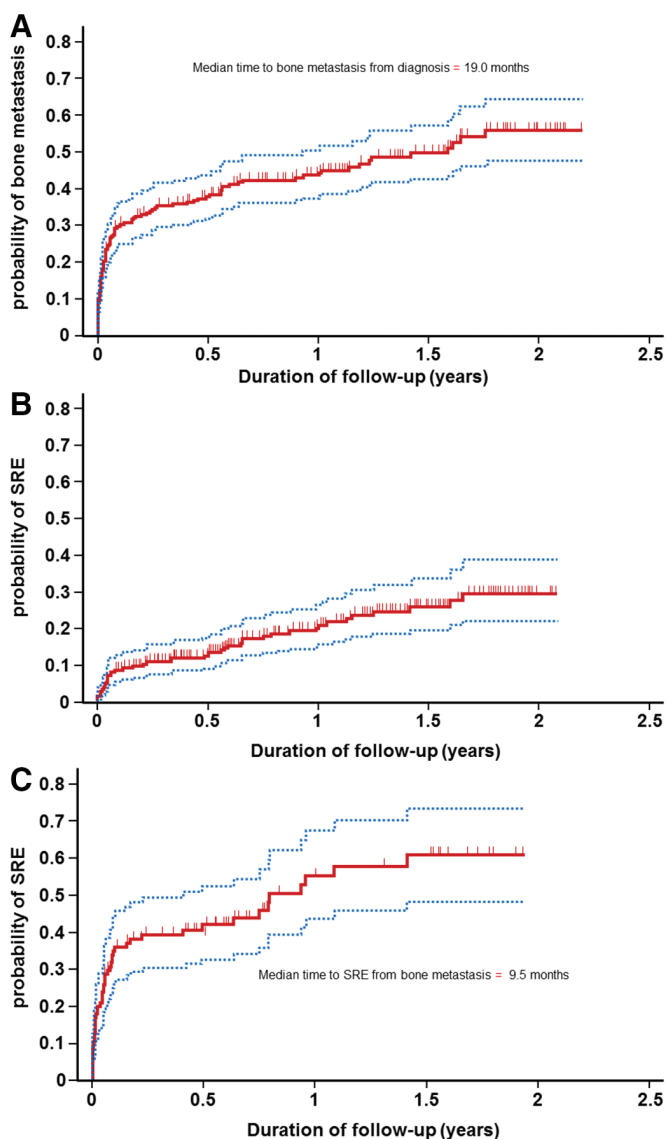 A
probability of bone metastasis
0.8
0.7
0.6
0.5
0.4
0.3
0.2
0.1
0
Median time to bone metastasis from diagnosis = 19.0 months
0 0.5 1 1.5 2 2.5
Duration of follow-up (years)
B
probability of SRE
0.8
0.7
0.6
0.5
0.4
0.3
0.2
0.1
0
0 0.5 1 1.5 2 2.5
Duration of follow-up (years)
C
probability of SRE
0.8
0.7
0.6
0.5
0.4
0.3
0.2
0.1
0
Median time to SRE from bone metastasis = 9.5 months
0 0.5 1 1.5 2 2.5
Duration of follow-up (years)